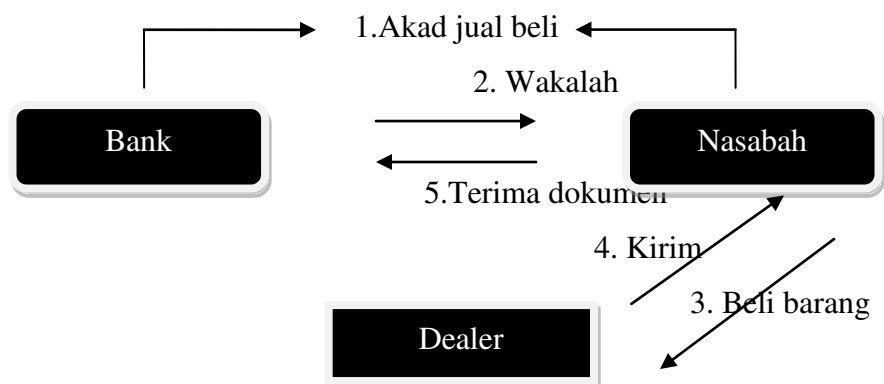 1.Akad jual beli
2. Wakalah
Bank
Nasabah
5.Terima dokumen
4. Kirim
3. Beli barang
Dealer